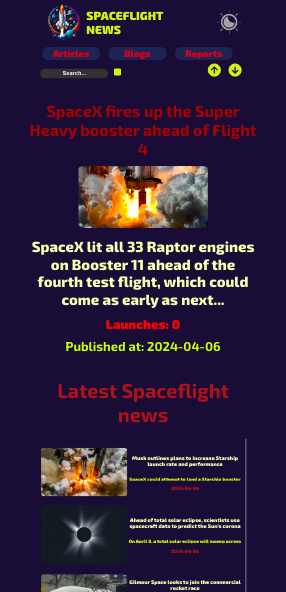 SPACEFLIGHT
NEWS
Articles
Blogs
Reports
Search...
SpaceX fires up the Super
Heavy booster ahead of Flight
4
SpaceX lit all 33 Raptor engines
on Booster 11 ahead of the
fourth test flight, which could
come as early as next...
Launches: 0
Published at: 2024-04-06
Latest Spaceflight
news
Musk outlines plans to increase Starship
launch rate and performance
SpaceX could attempt to land a Starship booster
2024-04-06
Ahead of total solar eclipse, scientists use
spacecraft data to predict the Sun's corona
On April 8, a total solar eclipse will sweep across
2024-04-06
Gilmour Space looks to join the commercial
rocket race